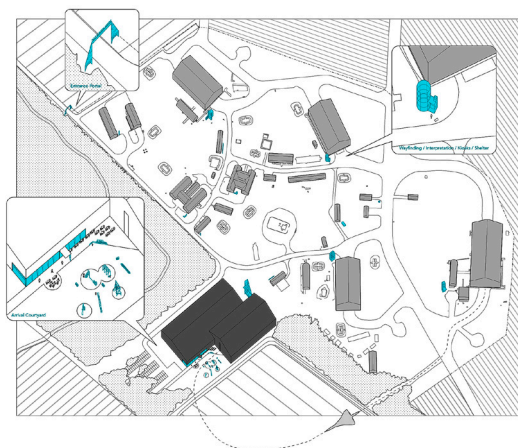 Entrance Portal
Wayfinding / Interpretation / Kiosks / Shelter
Arrival Courtyard